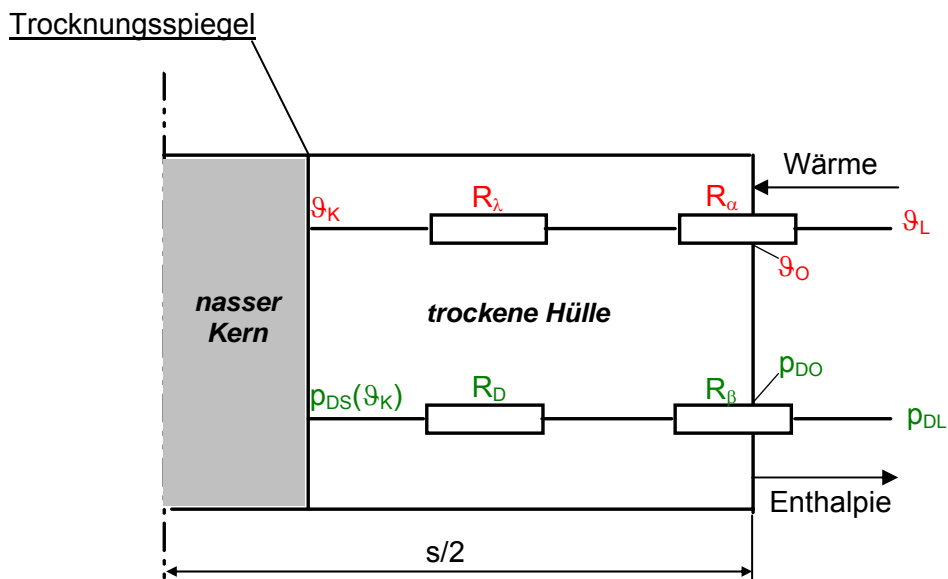 Trocknungsspiegel
Wärme
ϑK
Rλ
Rα
ϑL
ϑO
nasser
Kern
trockene Hülle
pDS(ϑK)
RD
Rβ
pDO
pDL
Enthalpie
s/2